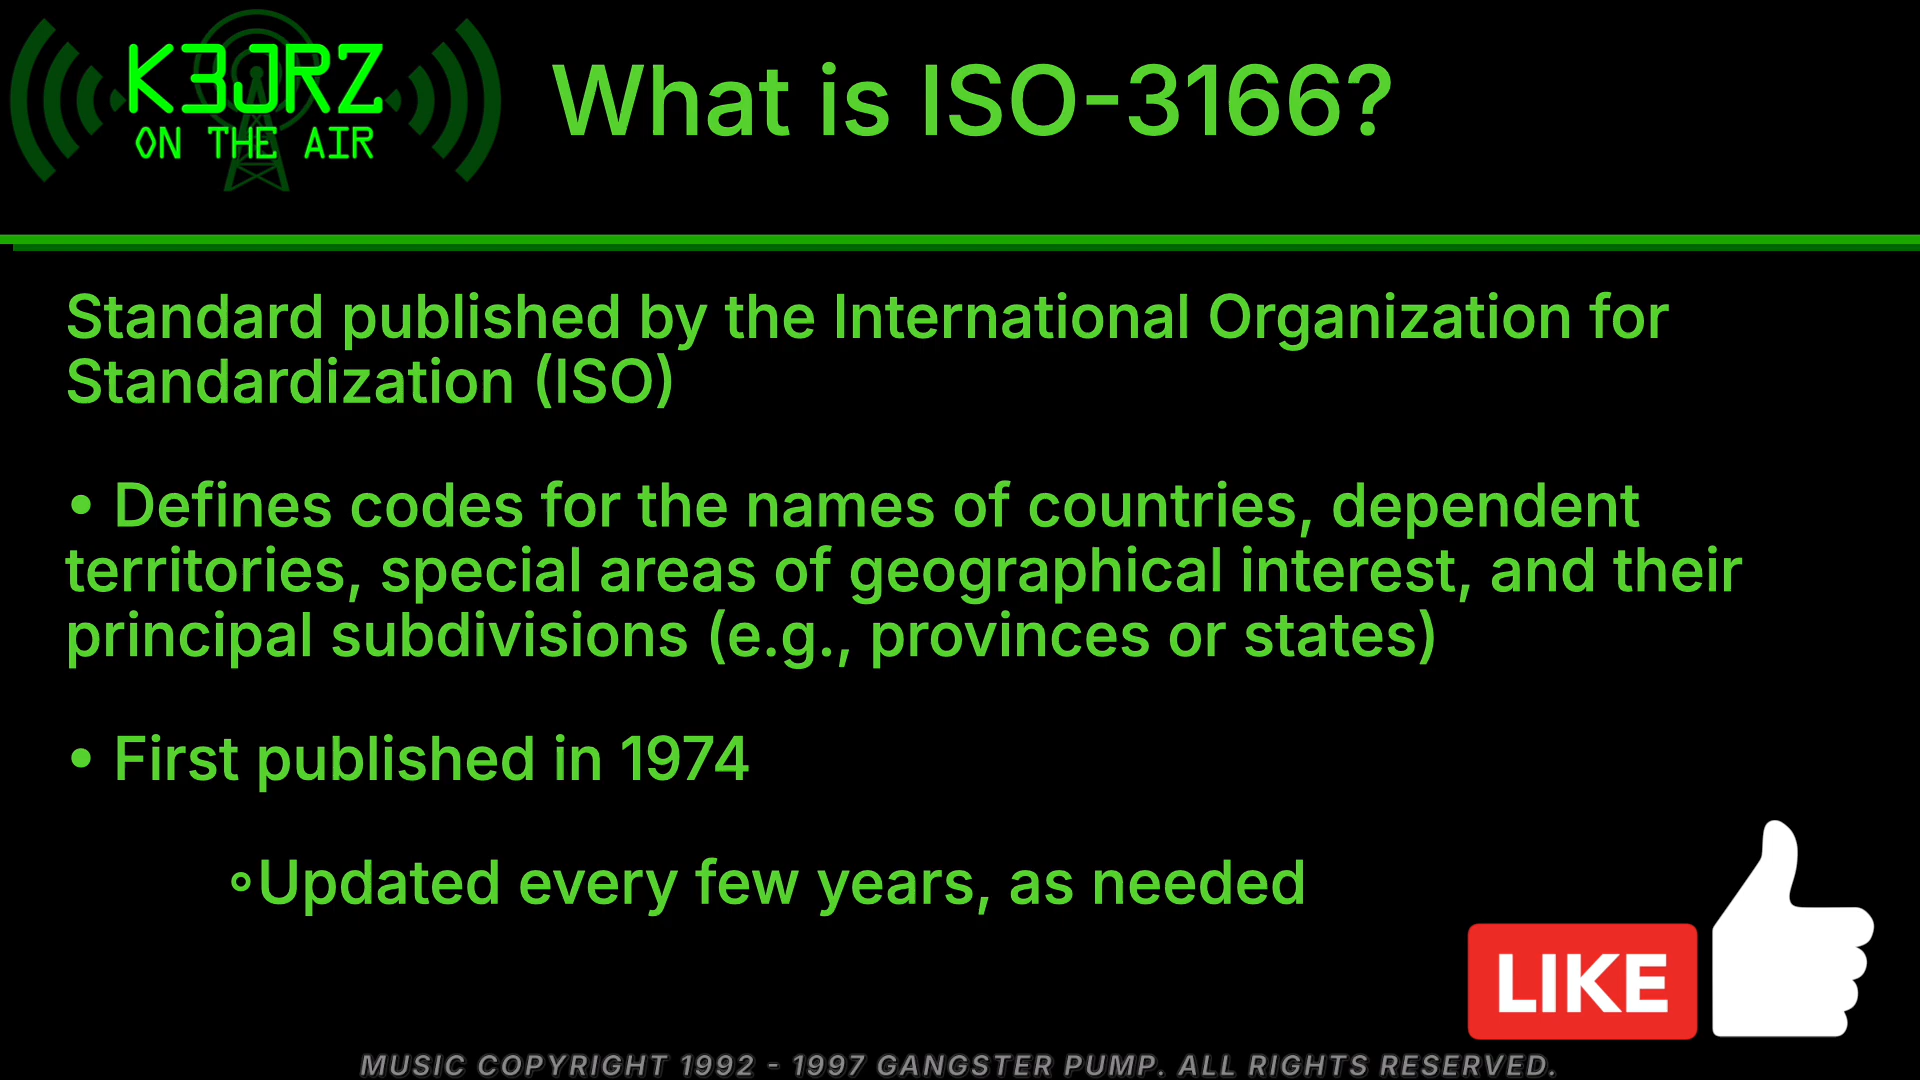 K3JRZ
ON THE AIR
What is ISO-3166?
Standard published by the International Organization for
Standardization (ISO)
• Defines codes for the names of countries, dependent
territories, special areas of geographical interest, and their
principal subdivisions (e.g., provinces or states)
• First published in 1974
∘Updated every few years, as needed
LIKE
MUSIC COPYRIGHT 1992 - 1997 GANGSTER PUMP. ALL RIGHTS RESERVED.